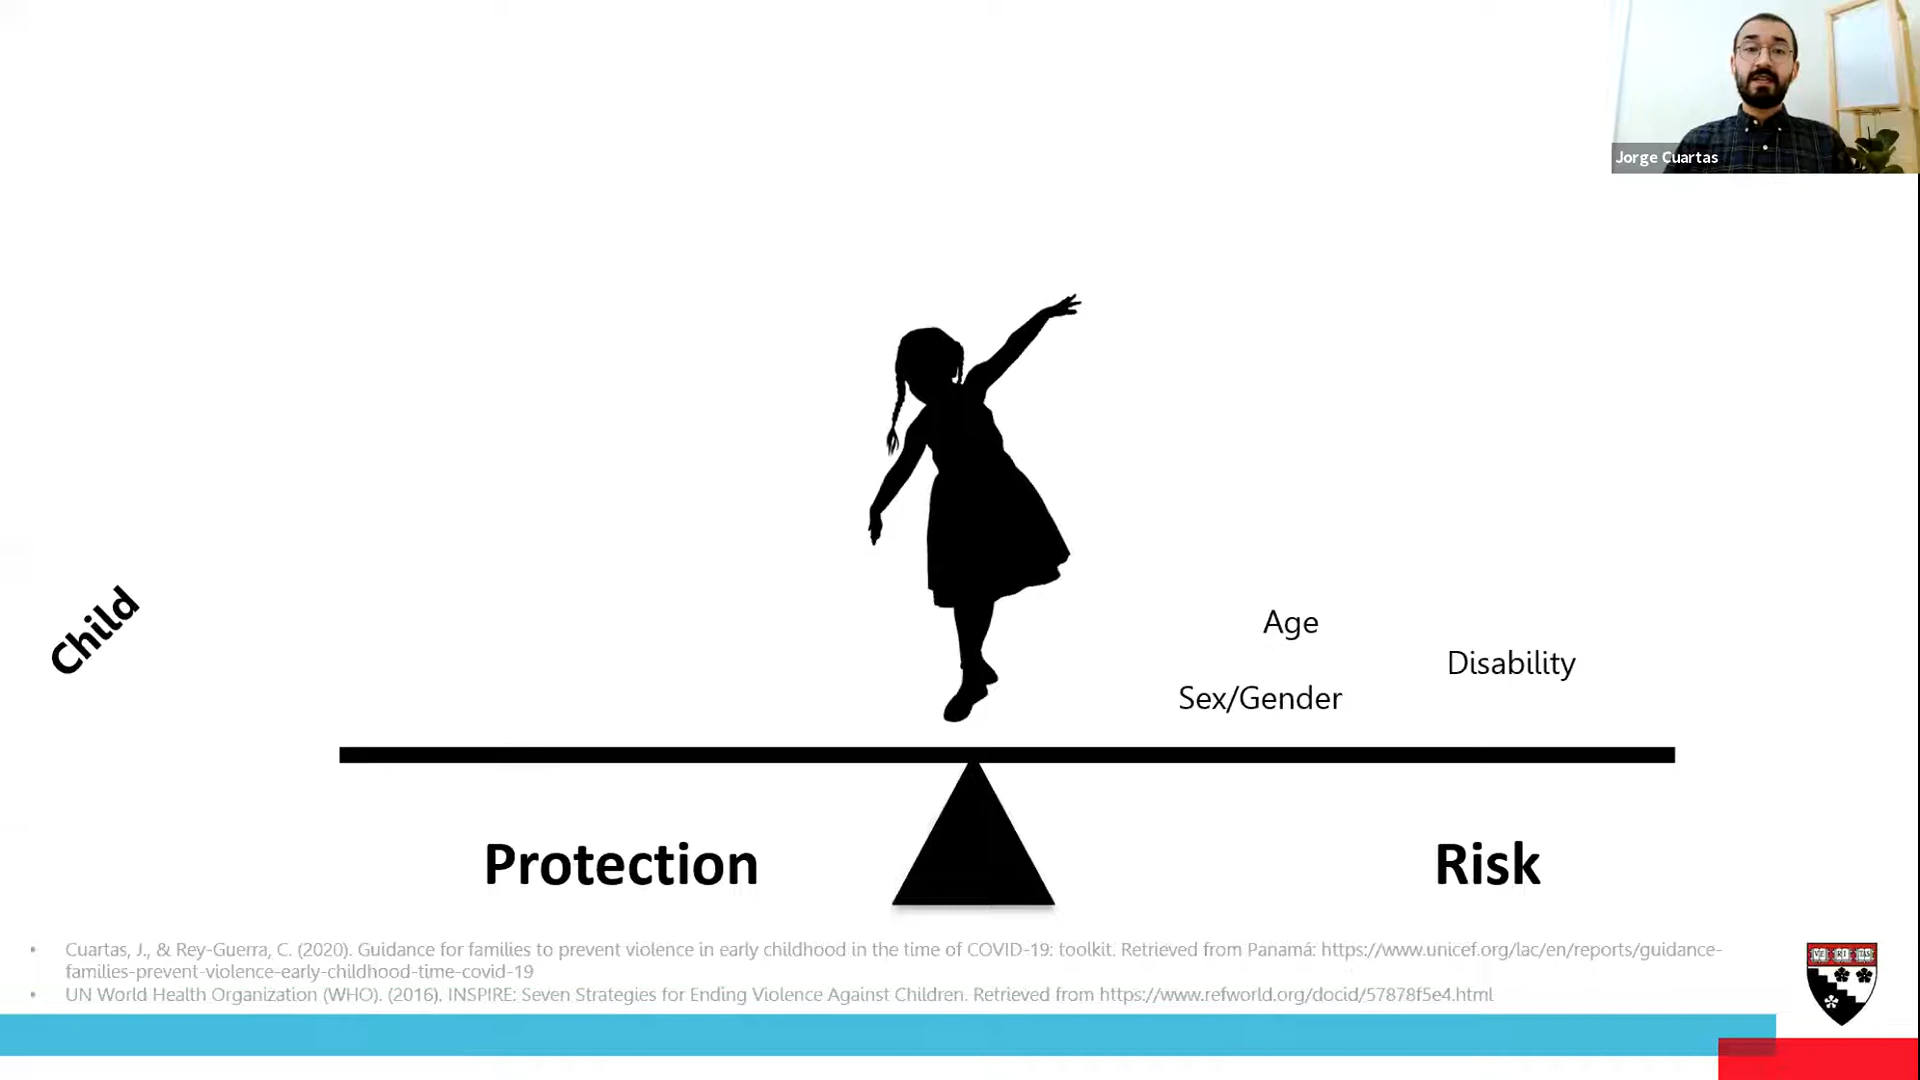 Jorge Cuartas
Child
Age
Disability
Sex/Gender
Protection
Risk
• Cuartas, J., & Rey-Guerra, C. (2020). Guidance for families to prevent violence in early childhood in the time of COVID-19: toolkit. Retrieved from Panamá: https://www.unicef.org/lac/en/reports/guidance-
families-prevent-violence-early-childhood-time-covid-19
• UN World Health Organization (WHO). (2016). INSPIRE: Seven Strategies for Ending Violence Against Children. Retrieved from https://www.refworld.org/docid/57878f5e4.html